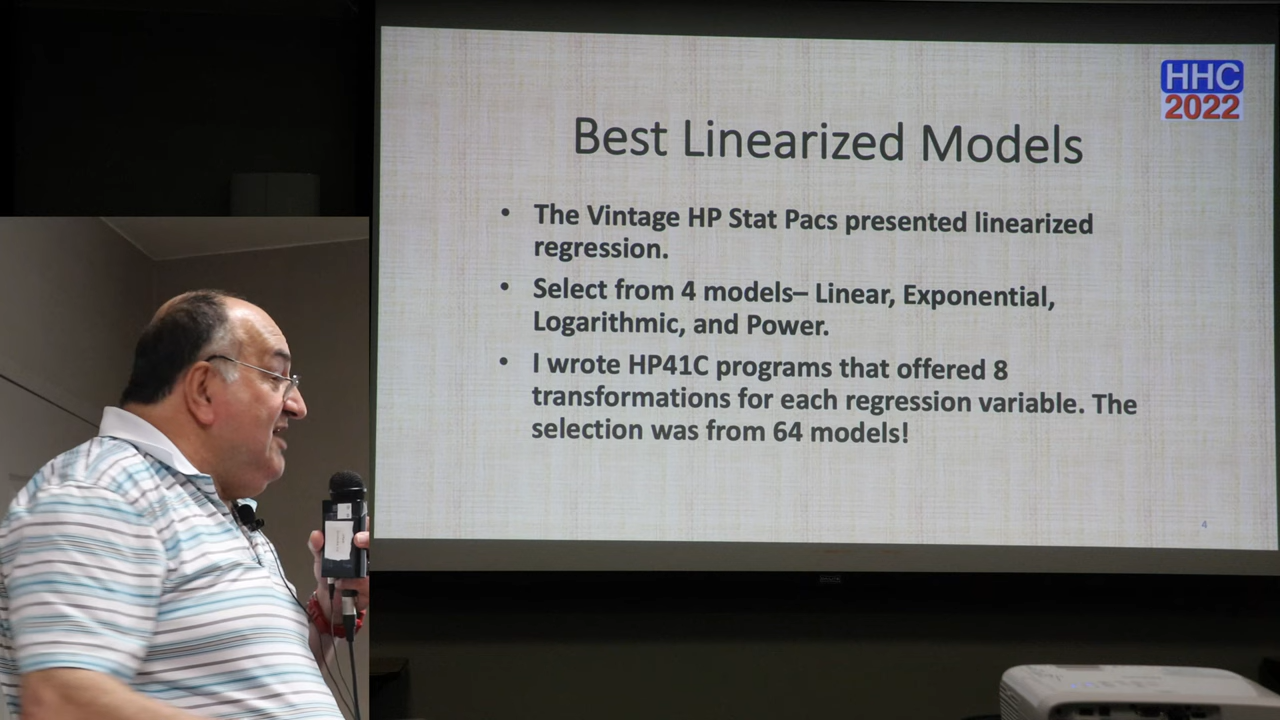 HHC
2022
Best Linearized Models
• The Vintage HP Stat Pacs presented linearized
regression.
• Select from 4 models– Linear, Exponential,
Logarithmic, and Power.
• I wrote HP41C programs that offered 8
transformations for each regression variable. The
selection was from 64 models!
4